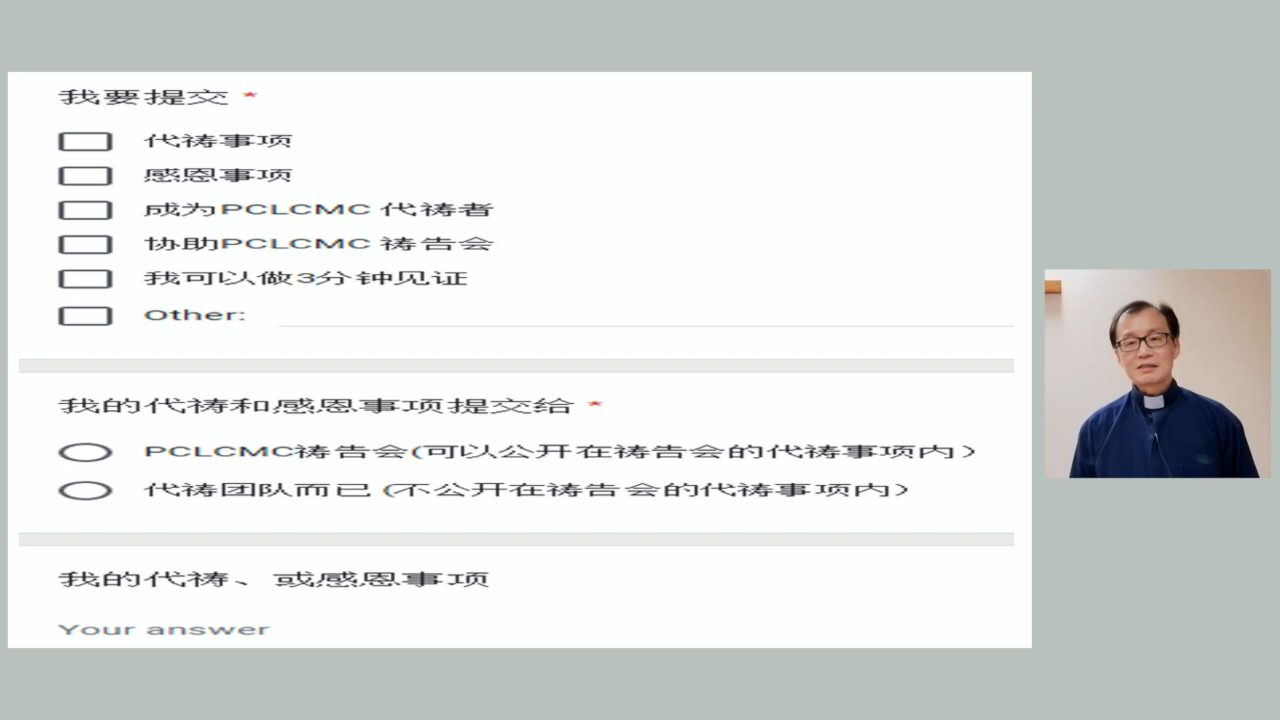 我要提交 *
代祷事项
感恩事项
成为PCLCMC 代祷者
协助PCLCMC 祷告会
我可以做3分钟见证
Other:
我的代祷和感恩事项提交给 *
PCLCMC祷告会(可以公开在祷告会的代祷事项内）
代祷团队而已 (不公开在祷告会的代祷事项内）
我的代祷、或感恩事项
Your answer